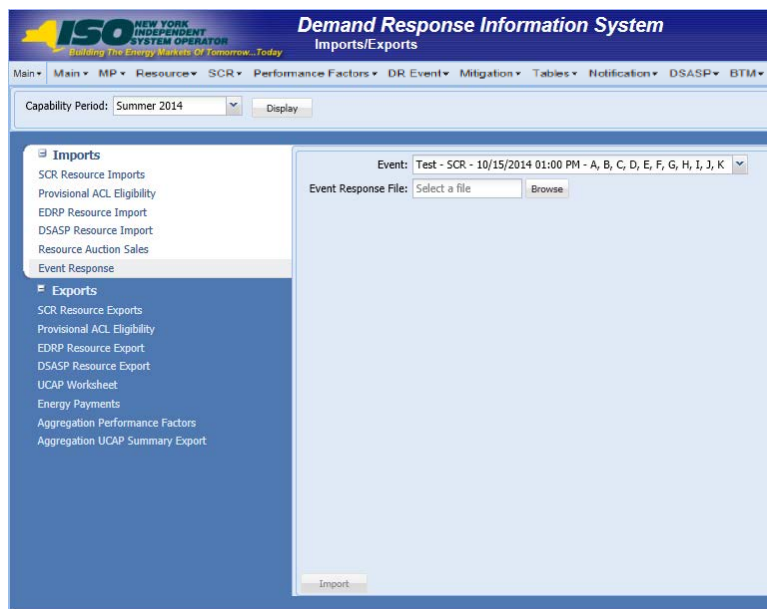 ISO NEW YORK
INDEPENDENT
SYSTEM OPERATOR
Building The Energy Markets Of Tomorrow...Today
Demand Response Information System
Imports/Exports
Main Main MP Resource SCR Performance Factors DR Event Mitigation Tables Notification DSASP BTM
Capability Period: Summer 2014 Display
Imports
SCR Resource Imports
Provisional ACL Eligibility
EDRP Resource Import
DSASP Resource Import
Resource Auction Sales
Event Response
Exports
SCR Resource Exports
Provisional ACL Eligibility
EDRP Resource Export
DSASP Resource Export
UCAP Worksheet
Energy Payments
Aggregation Performance Factors
Aggregation UCAP Summary Export
Event: Test - SCR - 10/15/2014 01:00 PM - A, B, C, D, E, F, G, H, I, J, K
Event Response File: Select a file Browse
Import